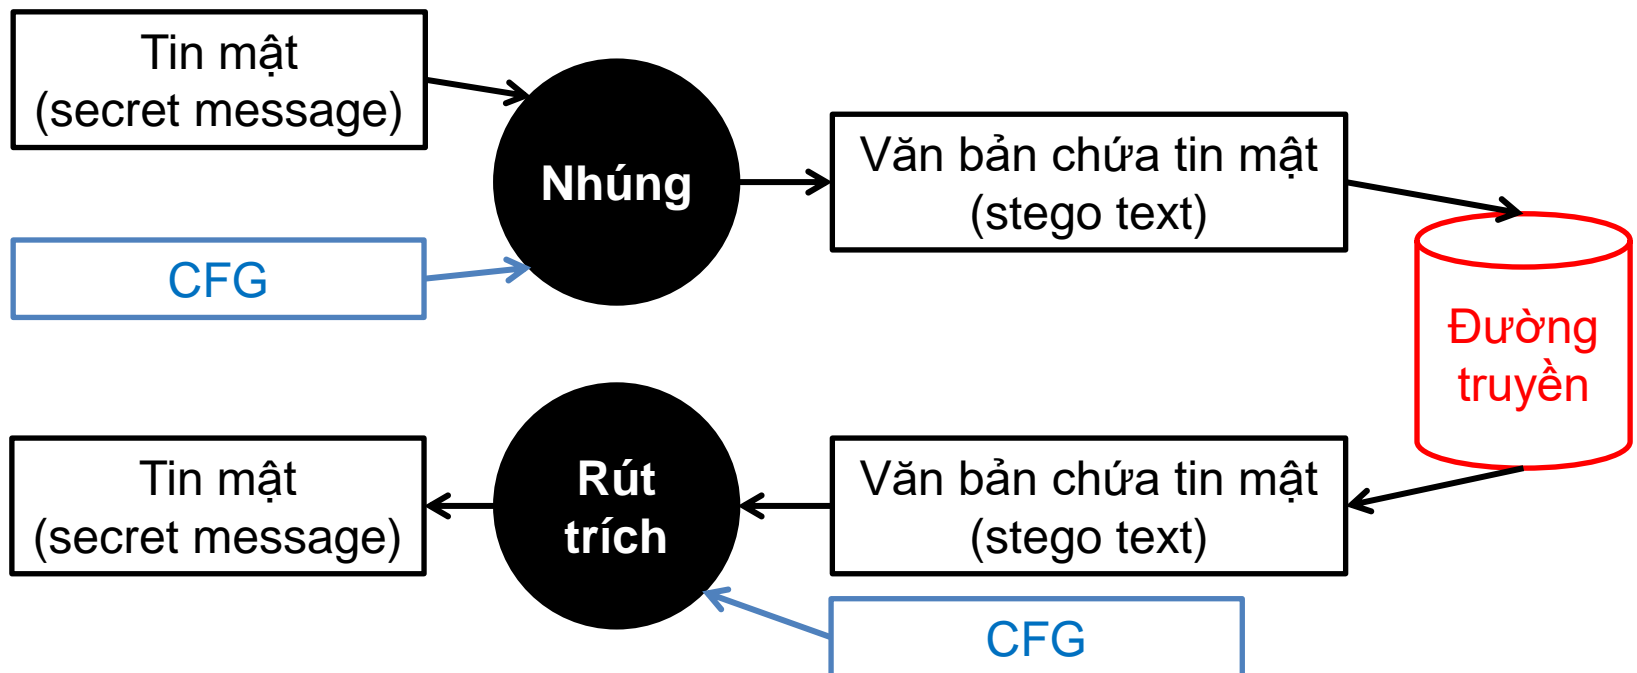 Tin mật
(secret message)
CFG
Nhúng
Văn bản chứa tin mật
(stego text)
Đường
truyền
Tin mật
(secret message)
Rút
trích
Văn bản chứa tin mật
(stego text)
CFG